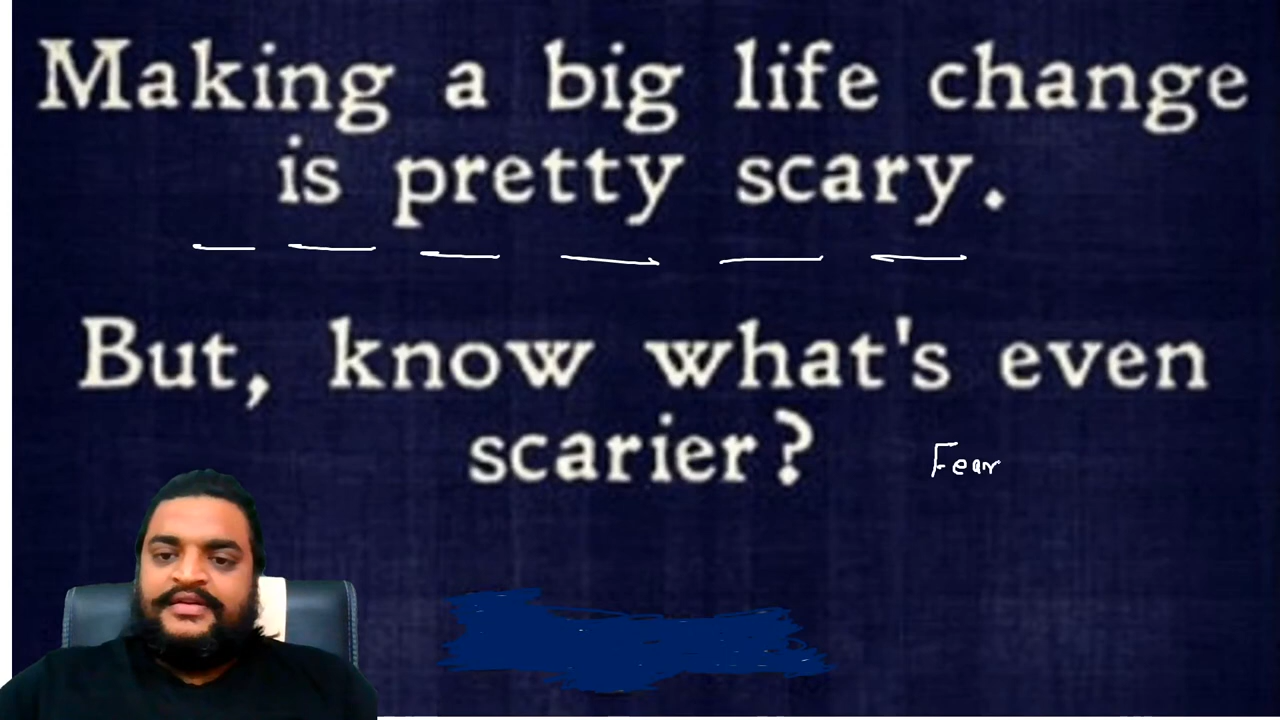 Making a big life change
is pretty scary.
But, know what's even
scarier?
Fear